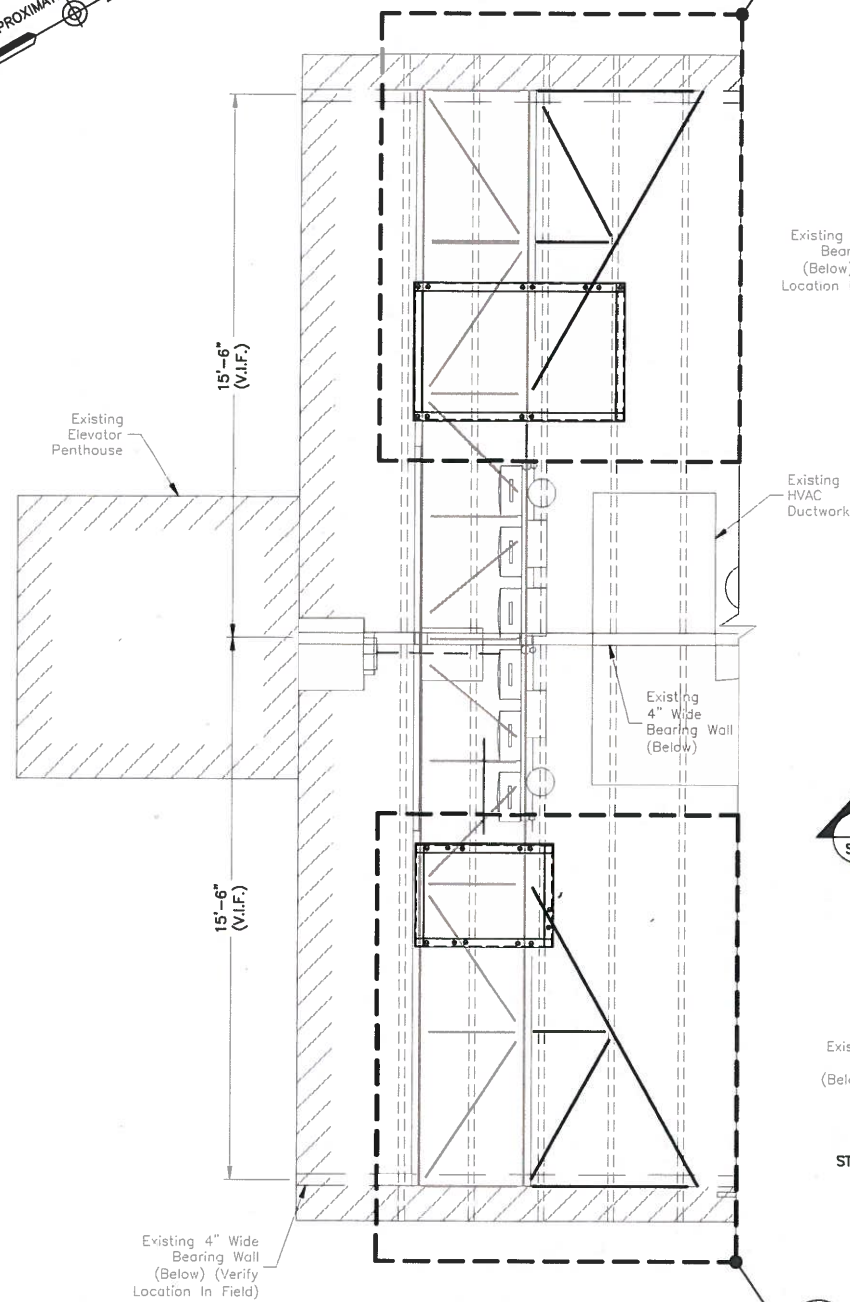 Existing
(Below)
Location
15'-6"
(V.I.F.)
Existing
Elevator
Penthouse
Existing
HVAC
Ductwork
Existing
4" Wide
Bearing Wall
(Below)
15'-6"
(V.I.F.)
Existing 4" Wide
Bearing Wall
(Below) (Verify
Location In Field)